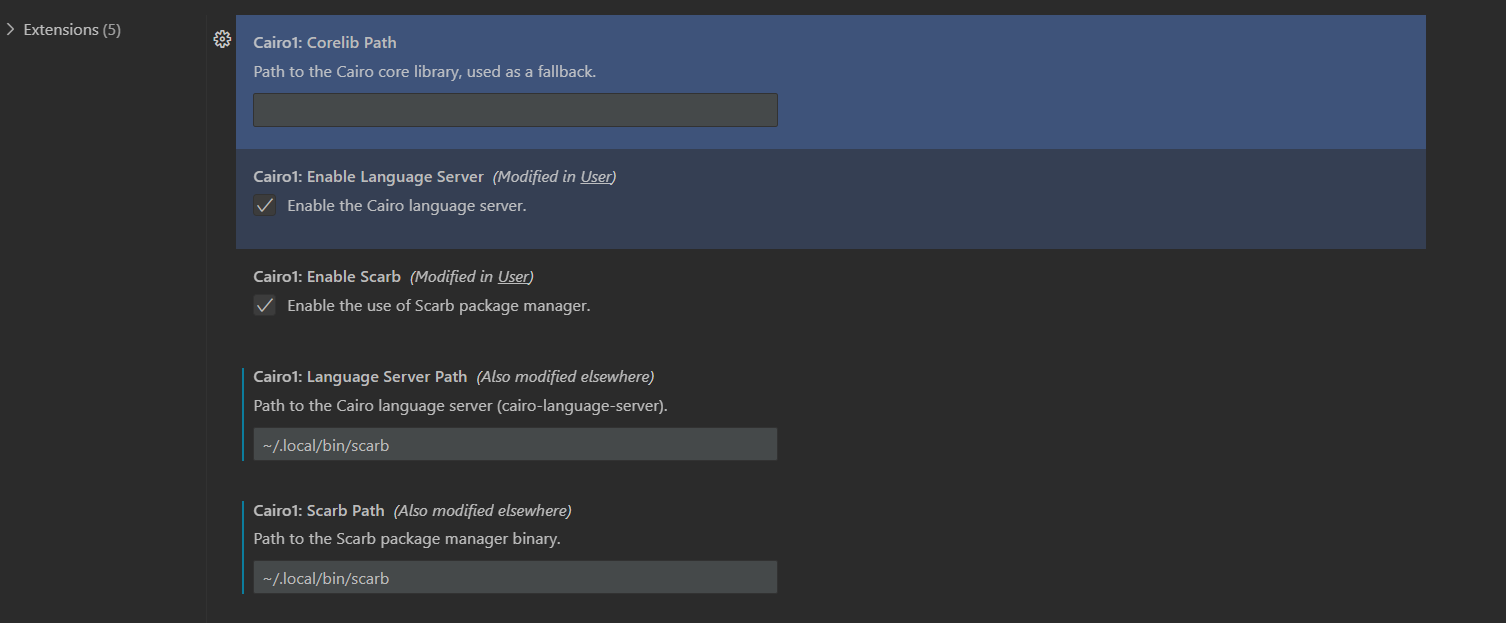 Extensions (5)
Cairo1: Corelib Path
Path to the Cairo core library, used as a fallback.
Cairo1: Enable Language Server (Modified in User)
Enable the Cairo language server.
Cairo1: Enable Scarb (Modified in User)
Enable the use of Scarb package manager.
Cairo1: Language Server Path (Also modified elsewhere)
Path to the Cairo language server (cairo-language-server).
~/.local/bin/scarb
Cairo1: Scarb Path (Also modified elsewhere)
Path to the Scarb package manager binary.
~/.local/bin/scarb